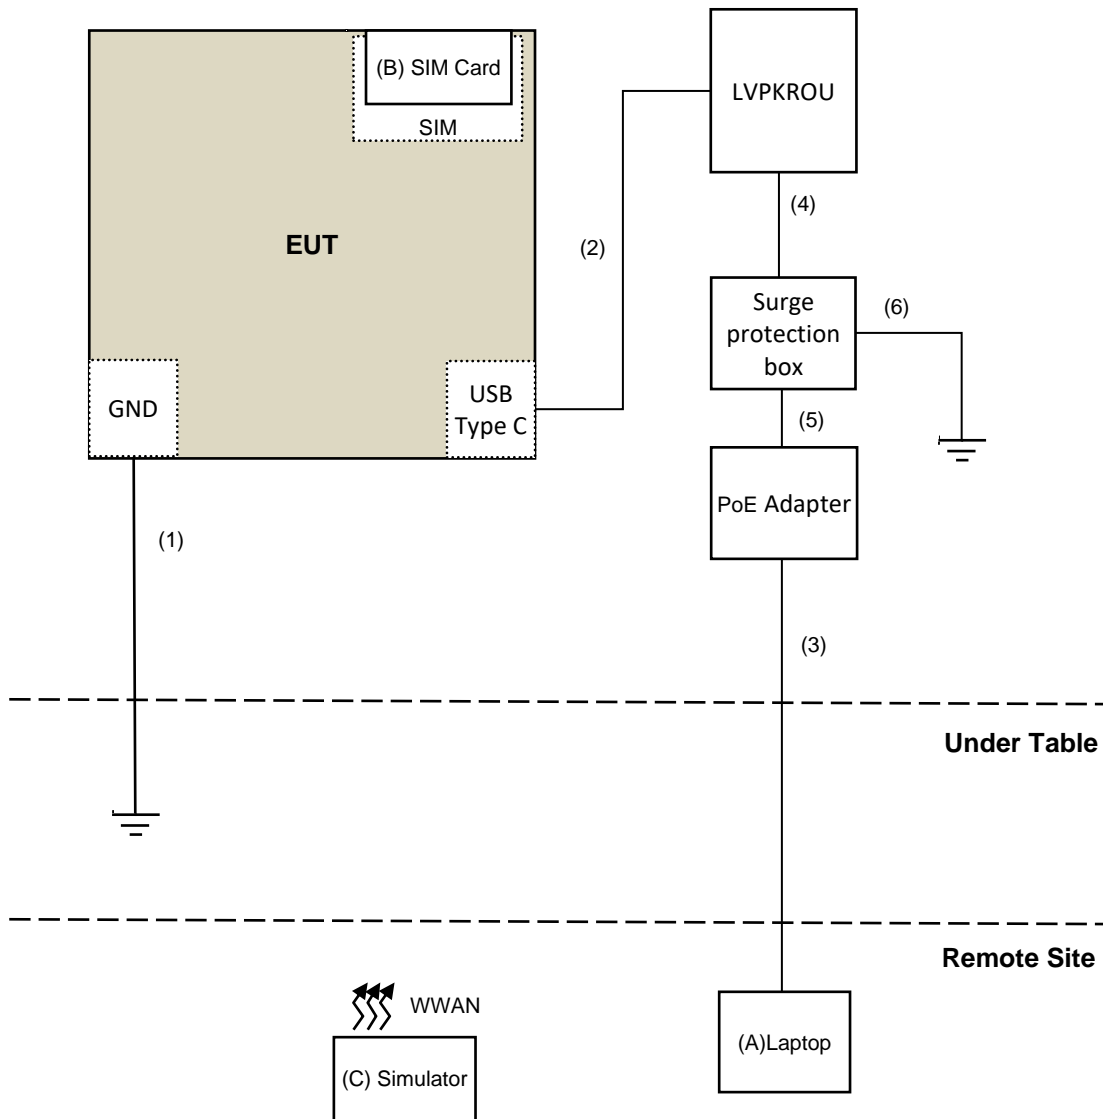 (B) SIM Card
SIM
LVPKROU
(4)
EUT
(2)
Surge
protection
box
(6)
GND
USB
Type C
(5)
PoE Adapter
(1)
(3)
Under Table
Remote Site
WWAN
(A)Laptop
(C) Simulator